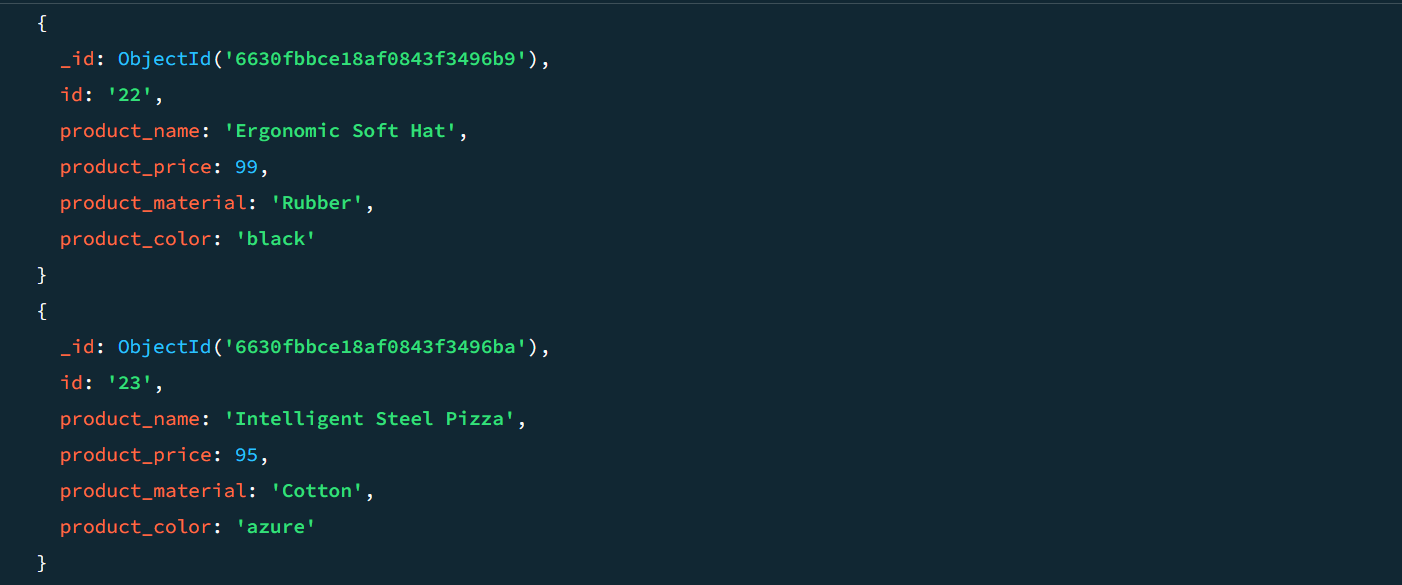 {
_id: ObjectId('6630fbbce18af0843f3496b9'),
id: '22',
product_name: 'Ergonomic Soft Hat',
product_price: 99,
product_material: 'Rubber',
product_color: 'black'
}
{
_id: ObjectId('6630fbbce18af0843f3496ba'),
id: '23',
product_name: 'Intelligent Steel Pizza',
product_price: 95,
product_material: 'Cotton',
product_color: 'azure'
}